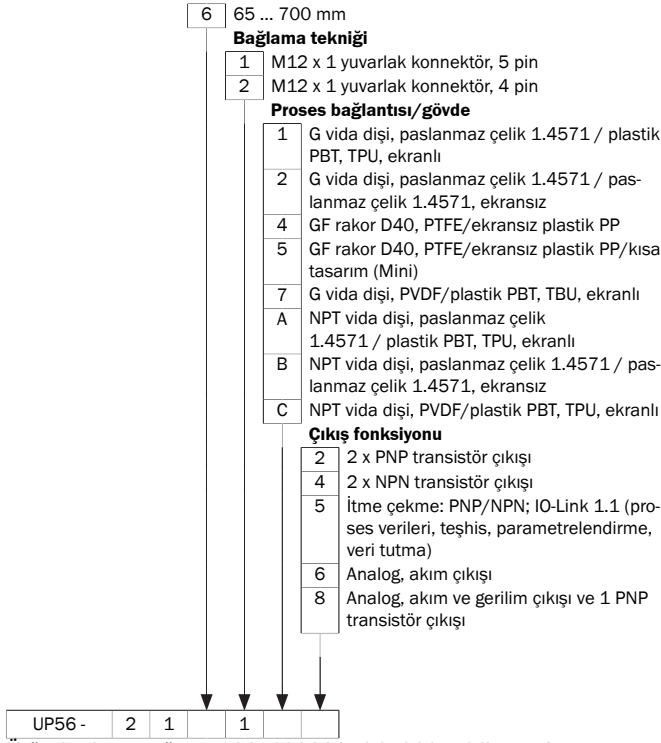 6 65 ... 700 mm
Bağlama tekniği
1 M12 x 1 yuvarlak konnektör, 5 pin
2 M12 x 1 yuvarlak konnektör, 4 pin
Proses bağlantısı/gövde
1 G vida dişi, paslanmaz çelik 1.4571 / plastik
PBT, TPU, ekranlı
2 G vida dişi, paslanmaz çelik 1.4571 / pas-
lanmaz çelik 1.4571, ekransız
4 GF rakor D40, PTFE/ekransız plastik PP
5 GF rakor D40, PTFE/ekransız plastik PP/kısa
tasarım (Mini)
7 G vida dişi, PVDF/plastik PBT, TBU, ekranlı
A NPT vida dişi, paslanmaz çelik
1.4571 / plastik PBT, TPU, ekranlı
B NPT vida dişi, paslanmaz çelik 1.4571 / pas-
lanmaz çelik 1.4571, ekransız
C NPT vida dişi, PVDF/plastik PBT, TPU, ekranlı
Çıkış fonksiyonu
2 2 x PNP transistör çıkışı
4 2 x NPN transistör çıkışı
5 İtme çekme: PNP/NPN; IO-Link 1.1 (pro-
ses verileri, teşhis, parametrelendirme,
veri tutma)
6 Analog, akım çıkışı
8 Analog, akım ve gerilim çıkışı ve 1 PNP
transistör çıkışı
UP56 - 2 1 1